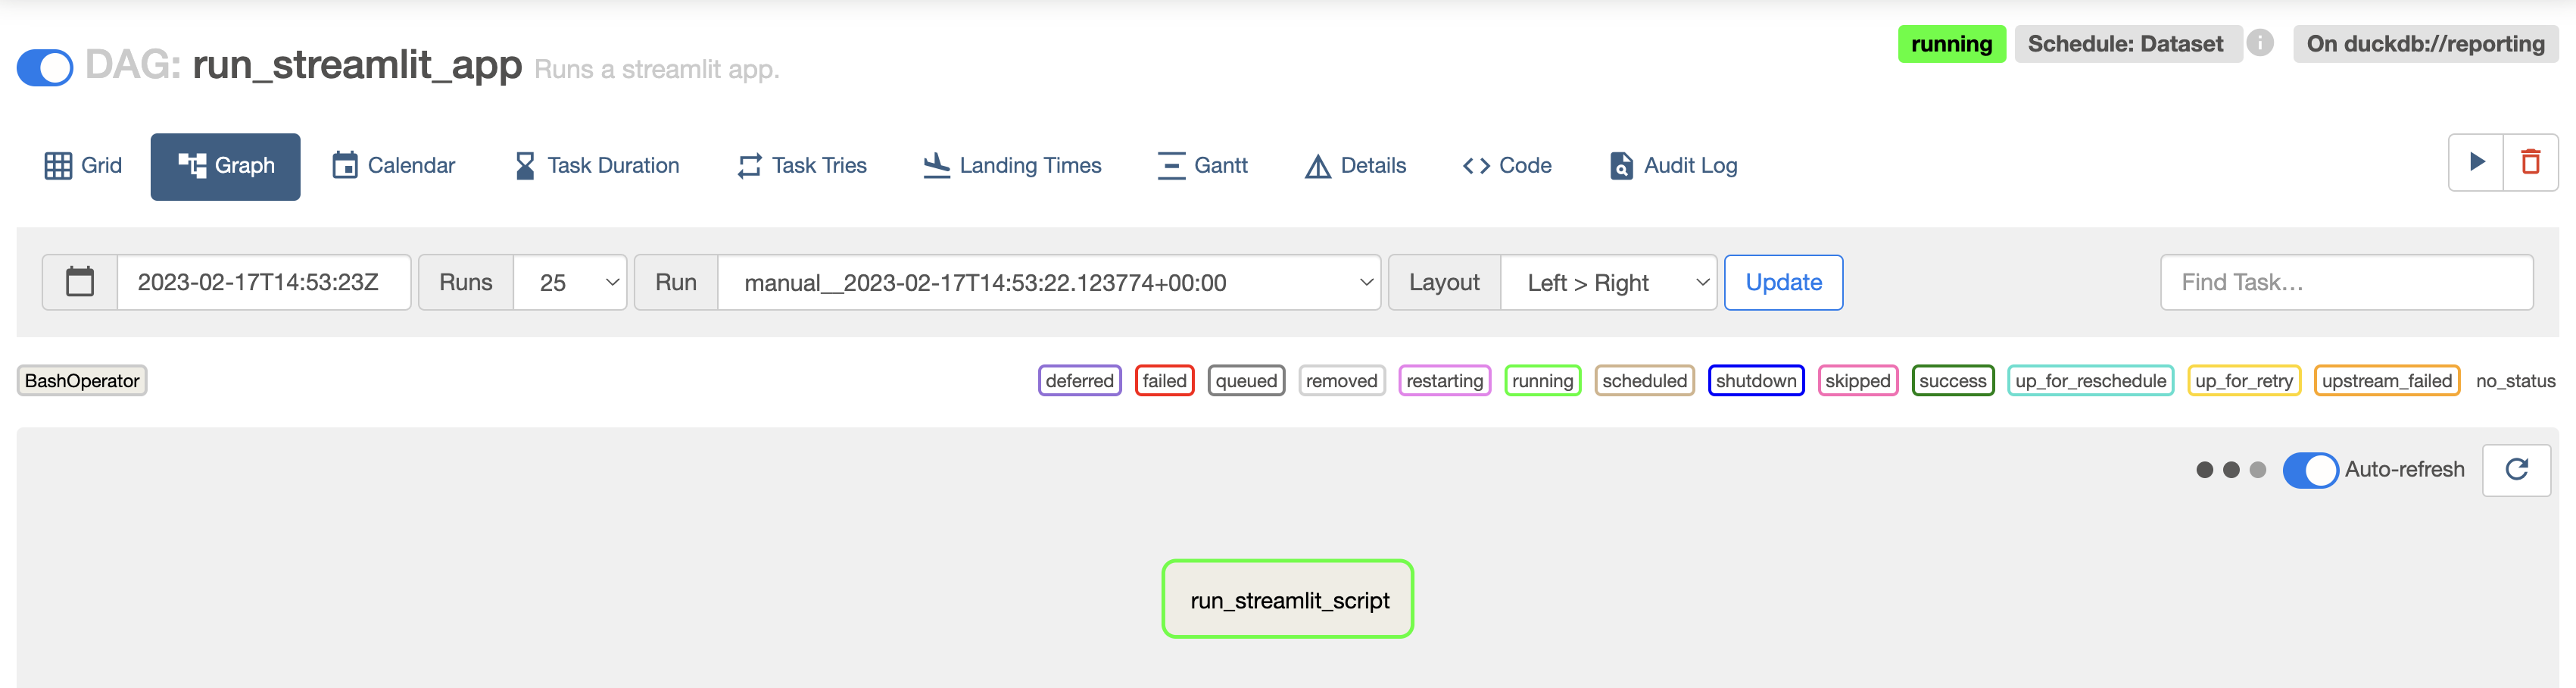 running Schedule: Dataset i On duckdb://reporting
DAG: run_streamlit_app Runs a streamlit app.
Grid Graph Calendar Task Duration Task Tries Landing Times Gantt Details Code Audit Log
2023-02-17T14:53:23Z Runs 25 Run manual__2023-02-17T14:53:22.123774+00:00 Layout Left > Right Update Find Task...
BashOperator deferred failed queued removed restarting running scheduled shutdown skipped success up_for_reschedule up_for_retry upstream_failed no_status
Auto-refresh
run_streamlit_script